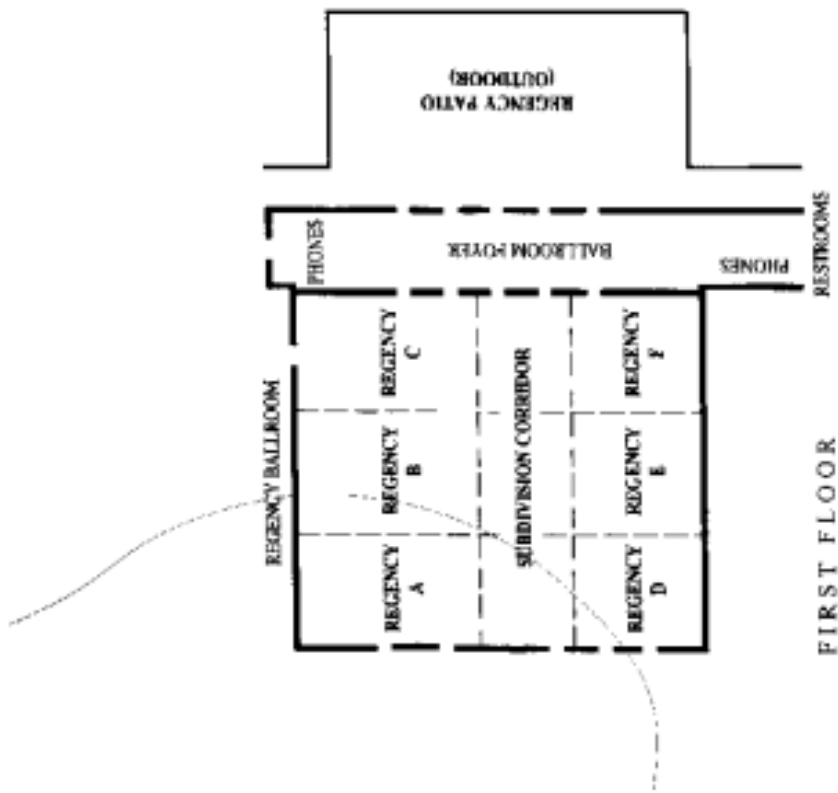 REGENCY PATIO
(OUTDOOR)
PHONES
BALLROOM FOYER
PHONES
RESTROOMS
REGENCY BALLROOM
REGENCY
C
REGENCY
B
REGENCY
A
SUBDIVISION CORRIDOR
REGENCY
F
REGENCY
E
REGENCY
D
FIRST FLOOR